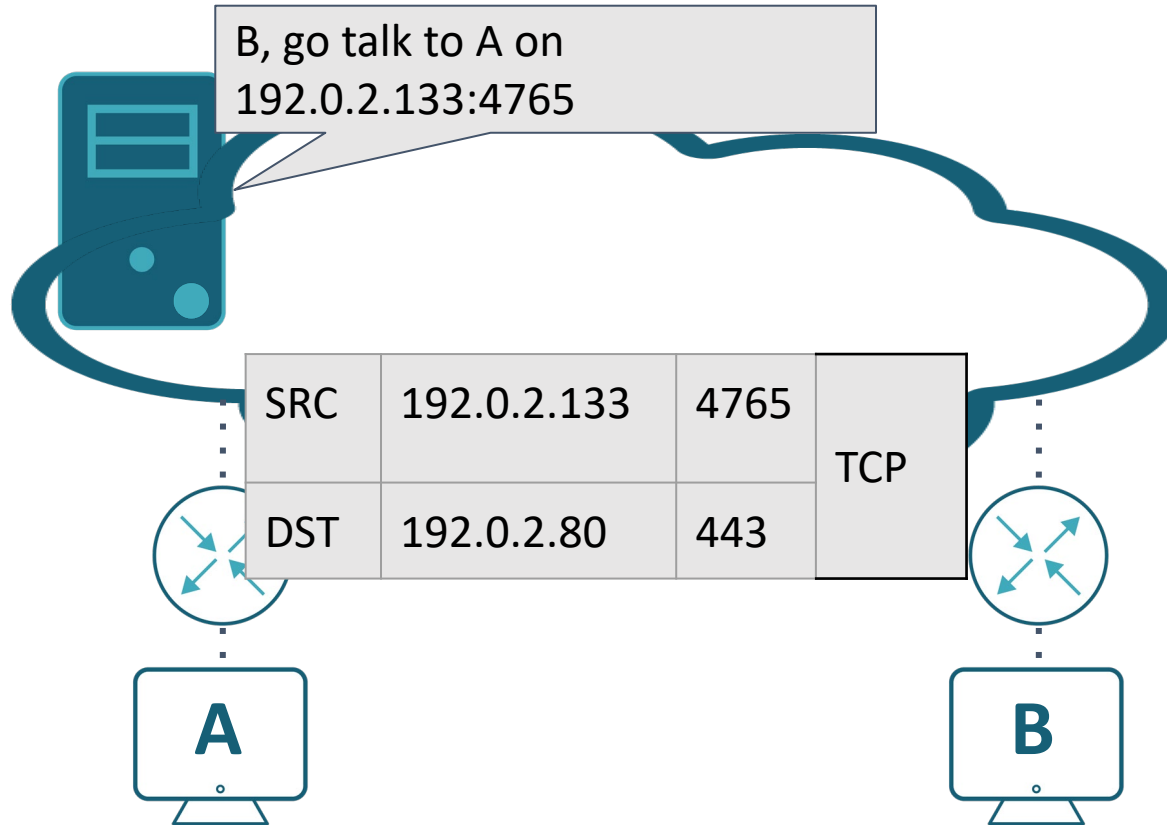 B, go talk to A on
192.0.2.133:4765
SRC 192.0.2.133 4765
TCP
DST 192.0.2.80 443
A
B